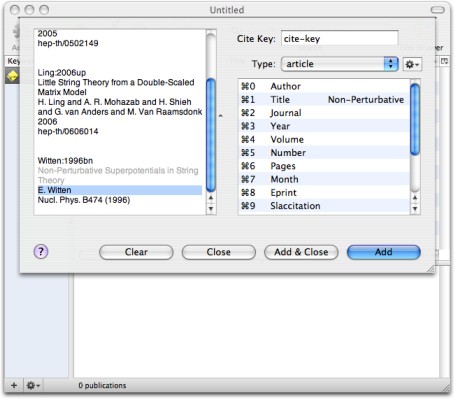 Untitled
2005
hep-th/0502149
Ling:2006up
Little String Theory from a Double-Scaled
Matrix Model
H. Ling and A. R. Mohazab and H. Shieh
and G. van Anders and M. Van Raamsdonk
2006
hep-th/0606014
Witten:1996bn
Non-Perturbative Superpotentials in String
Theory
E. Witten
Nucl. Phys. B474 (1996)
Cite Key: cite-key
Type: article
⌘0 Author
⌘1 Title Non-Perturbative
⌘2 Journal
⌘3 Year
⌘4 Volume
⌘5 Number
⌘6 Pages
⌘7 Month
⌘8 Eprint
⌘9 Slaccitation
? Clear Close Add & Close Add
0 publications